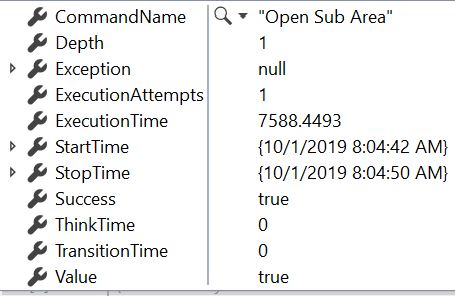 CommandName "Open Sub Area"
Depth 1
Exception null
ExecutionAttempts 1
ExecutionTime 7588.4493
StartTime {10/1/2019 8:04:42 AM}
StopTime {10/1/2019 8:04:50 AM}
Success true
ThinkTime 0
TransitionTime 0
Value true